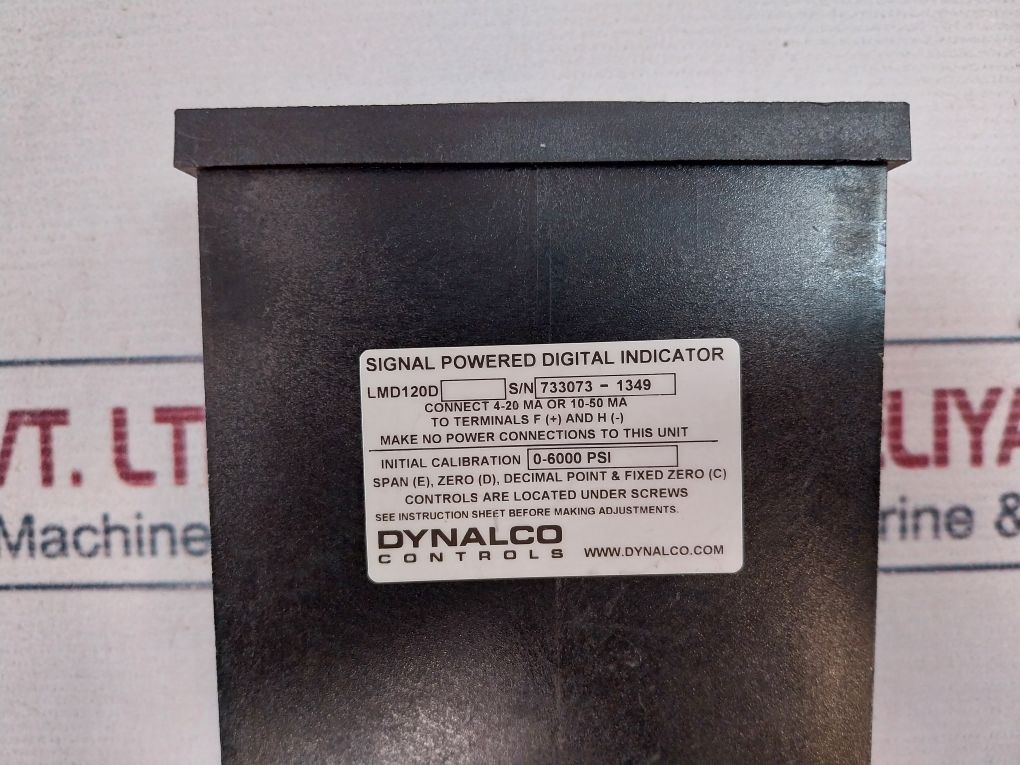 SIGNAL POWERED DIGITAL INDICATOR
LMD120D S/N 733073 - 1349
CONNECT 4-20 MA OR 10-50 MA
TO TERMINALS F (+) AND H (-)
MAKE NO POWER CONNECTIONS TO THIS UNIT
INITIAL CALIBRATION 0-6000 PSI
SPAN (E), ZERO (D), DECIMAL POINT & FIXED ZERO (C)
CONTROLS ARE LOCATED UNDER SCREWS
SEE INSTRUCTION SHEET BEFORE MAKING ADJUSTMENTS.
DYNALCO
CONTROLS WWW.DYNALCO.COM
VT. LT
LIYA
Machine
rine &